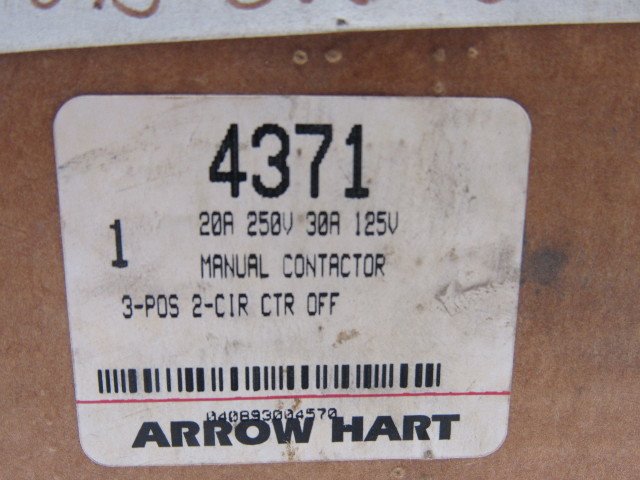 4371
1 20A 250V 30A 125V
MANUAL CONTACTOR
3-POS 2-CIR CTR OFF
040893004570
ARROW HART